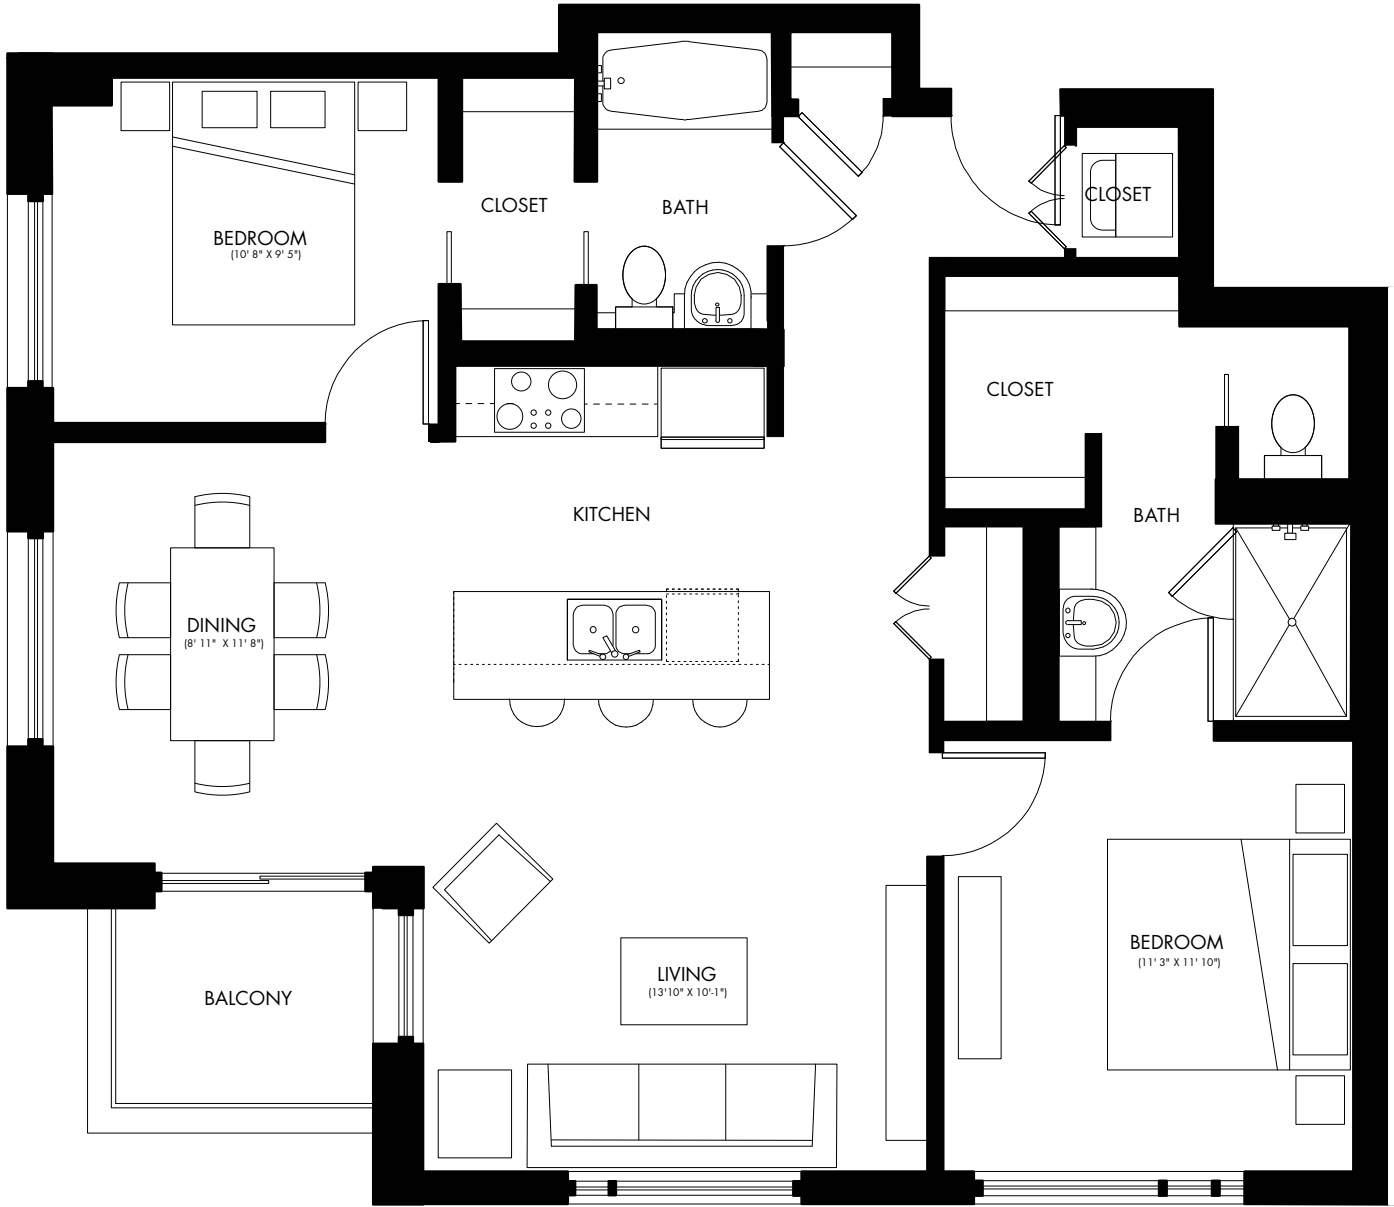 CLOSET
CLOSET
BATH
BEDROOM
(10' 8" X 9' 5")
CLOSET
KITCHEN
BATH
DINING
(8' 11" X 11' 8")
BEDROOM
(11' 3" X 11' 10")
LIVING
(13'10" X 10'-1")
BALCONY